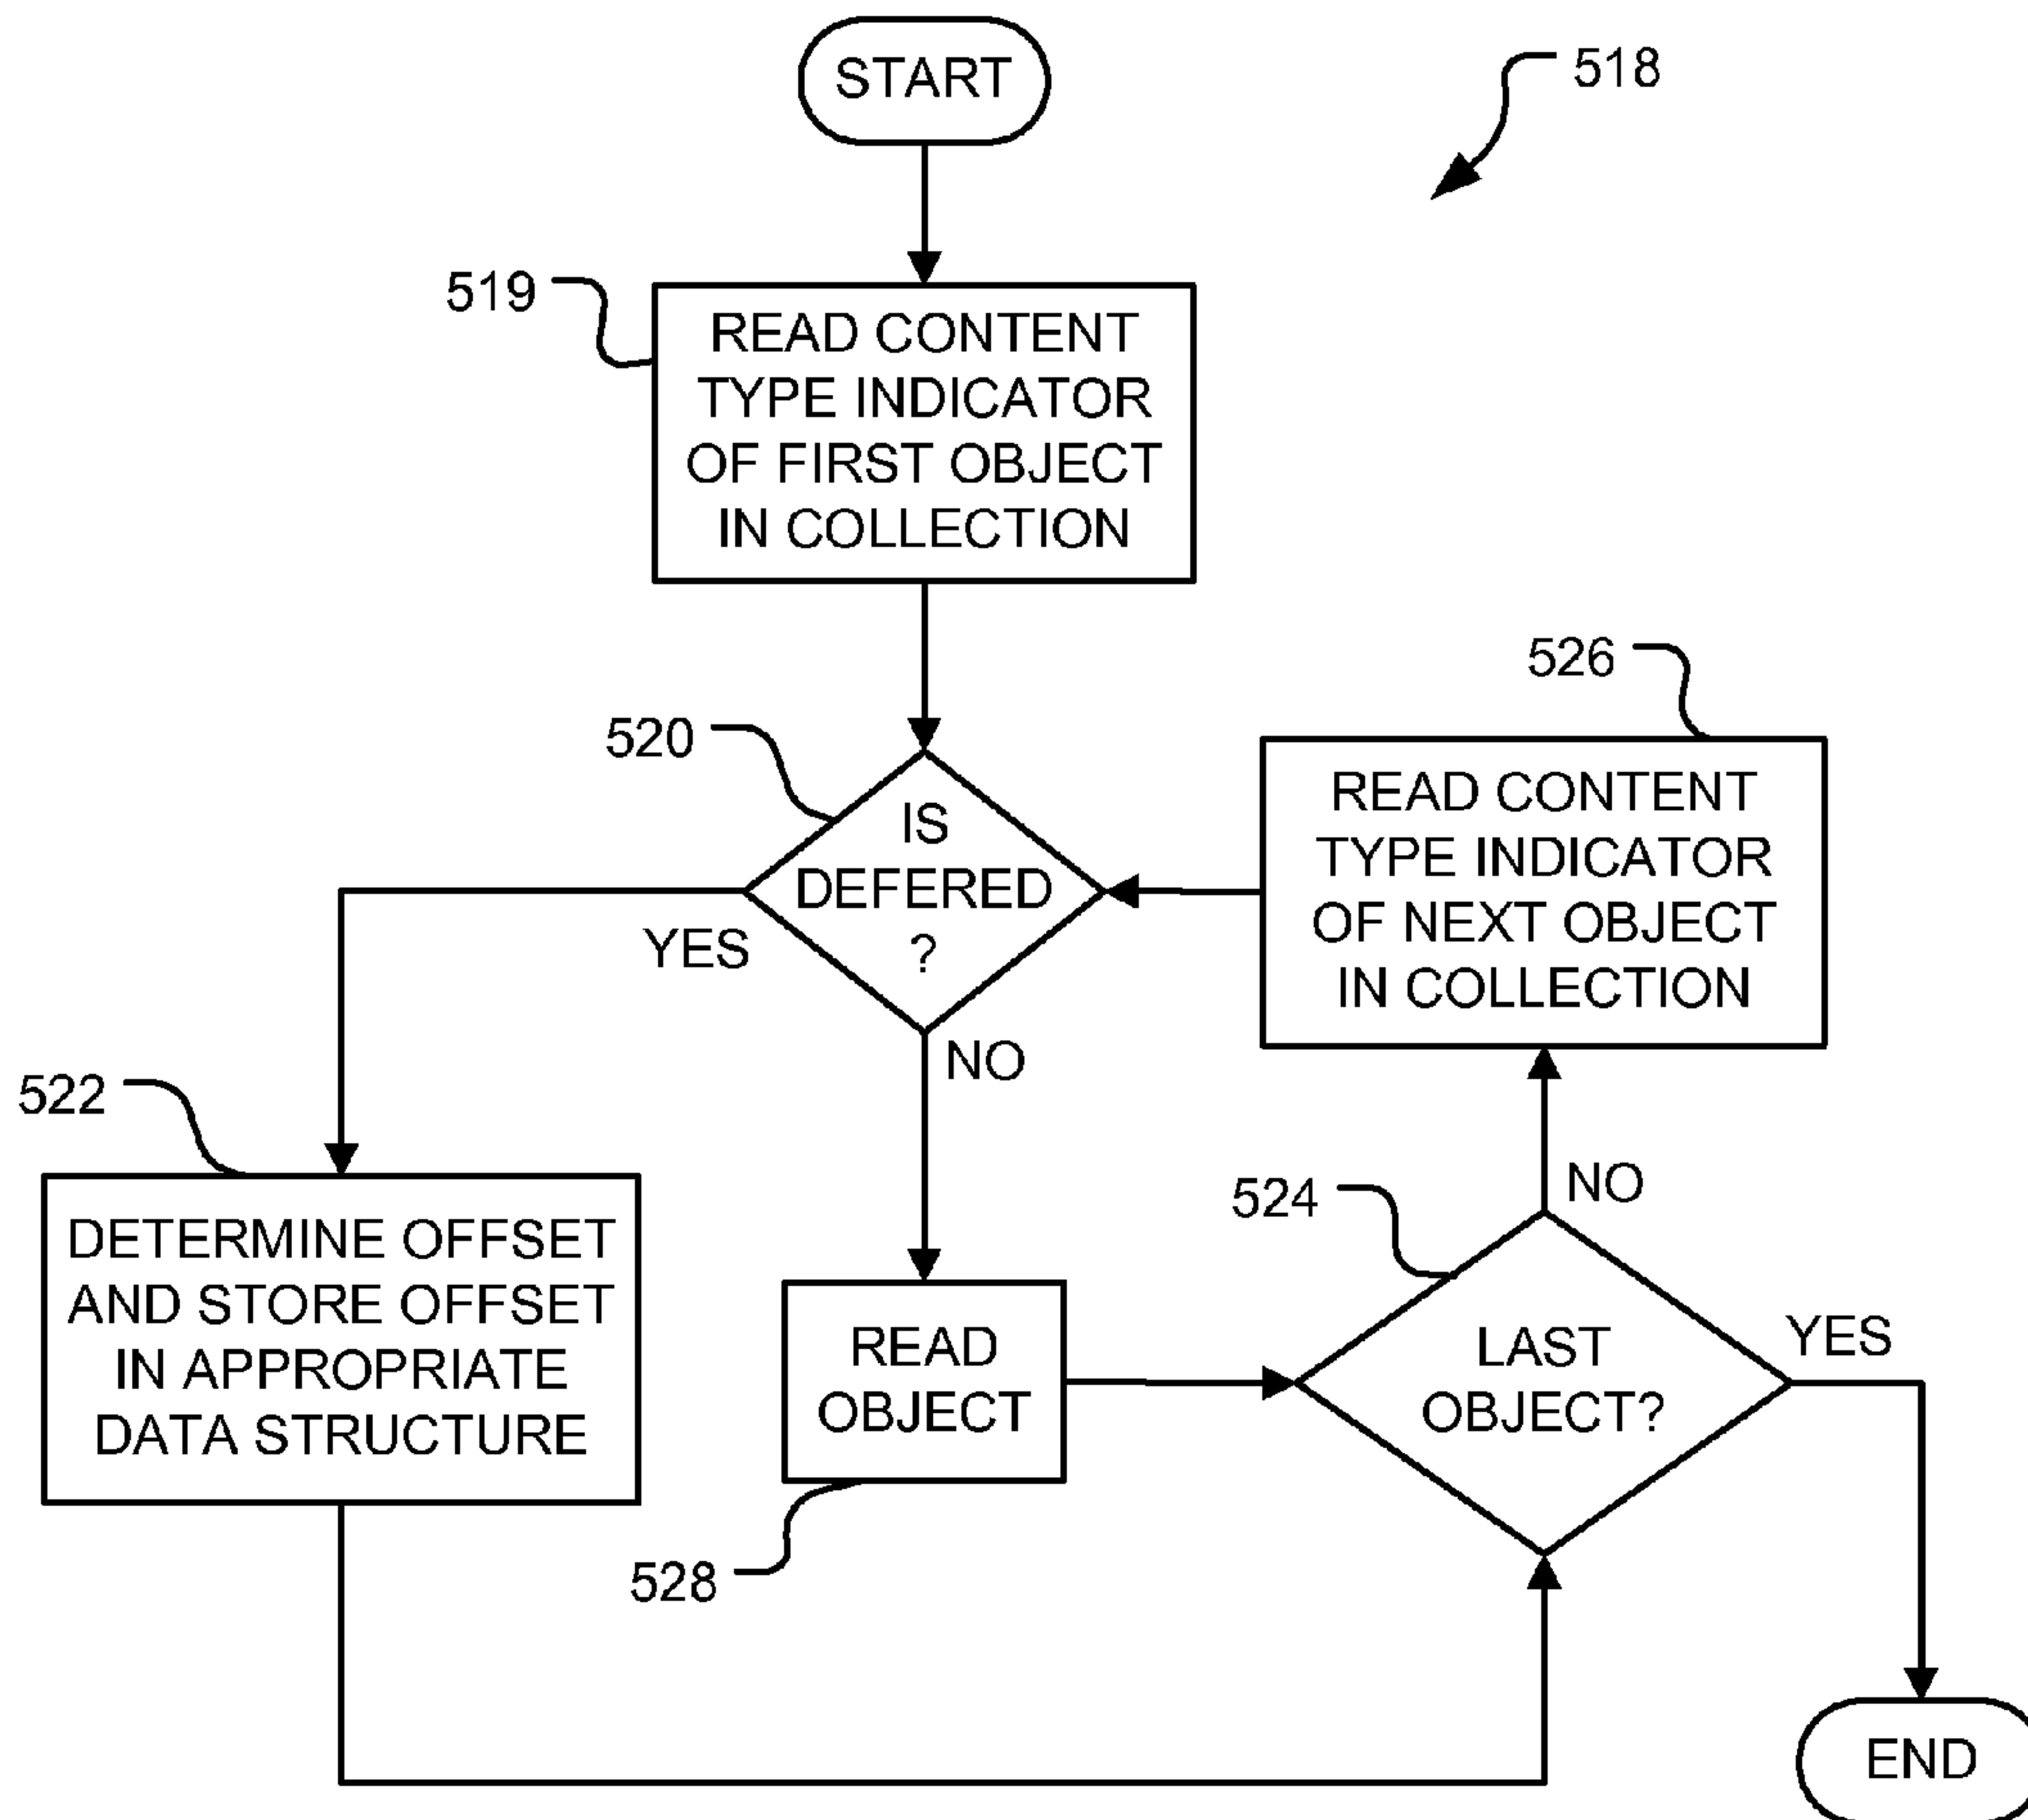 START
518
519
READ CONTENT
TYPE INDICATOR
OF FIRST OBJECT
IN COLLECTION
520
IS
DEFERED
?
YES
NO
526
READ CONTENT
TYPE INDICATOR
OF NEXT OBJECT
IN COLLECTION
522
DETERMINE OFFSET
AND STORE OFFSET
IN APPROPRIATE
DATA STRUCTURE
READ
OBJECT
528
524
NO
LAST
OBJECT?
YES
END